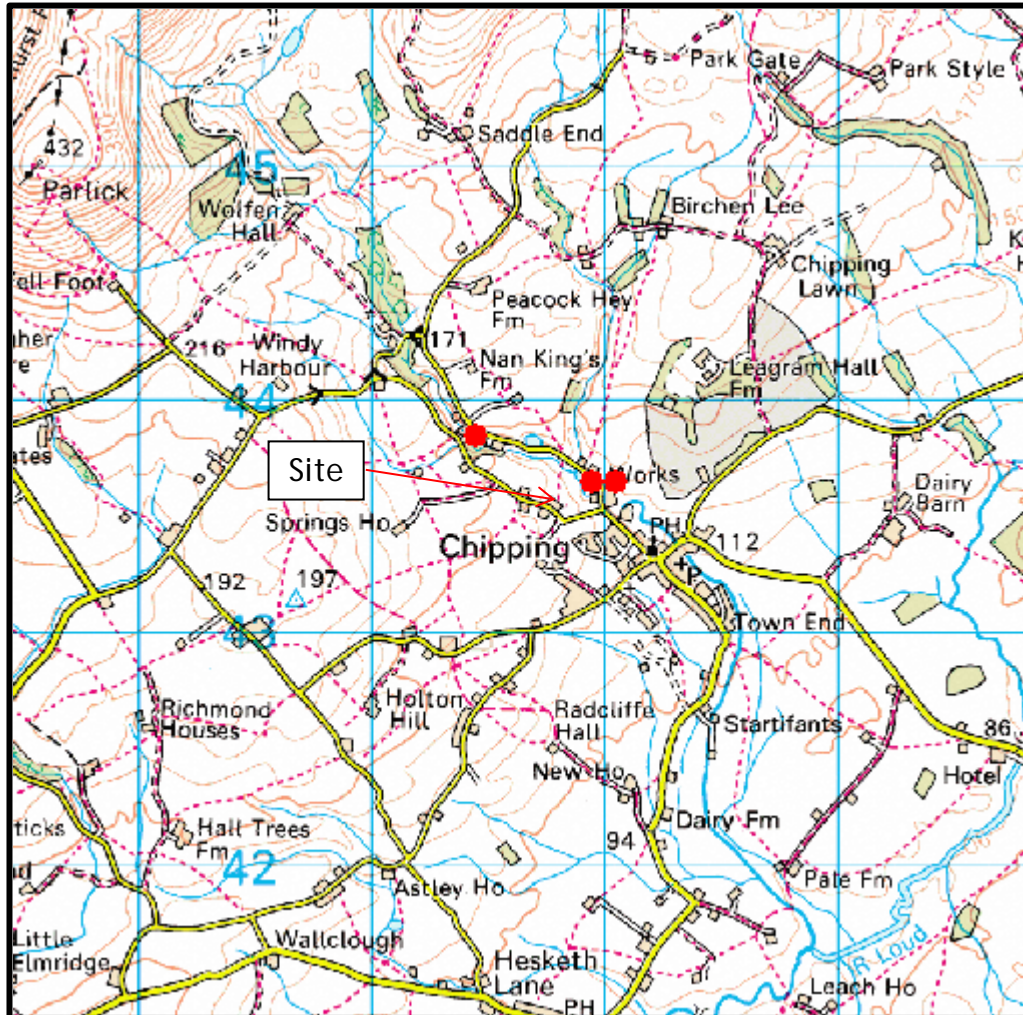 Park Gate
Park Style
Saddle End
432
Parlick
45
Wolfen
Hall
Birchen Lee
Chipping
Lawn
Fell Foot
Peacock Hey
Fm
171
216
Windy
Harbour
Nan King's
Fm
Leagram Hall
Fm
44
Site
Works
Dairy
Barn
Springs Ho
PH
Chipping
112
P
192
197
43
Town End
Richmond
Houses
Holton
Hill
Radcliffe
Hall
Startifants
86
New Ho
Hotel
Dairy Fm
Hall Trees
Fm
94
42
Pale Fm
Astley Ho
Little
Elmridge
Wallclough
R Loud
Hesketh
Lane
Leach Ho
PH